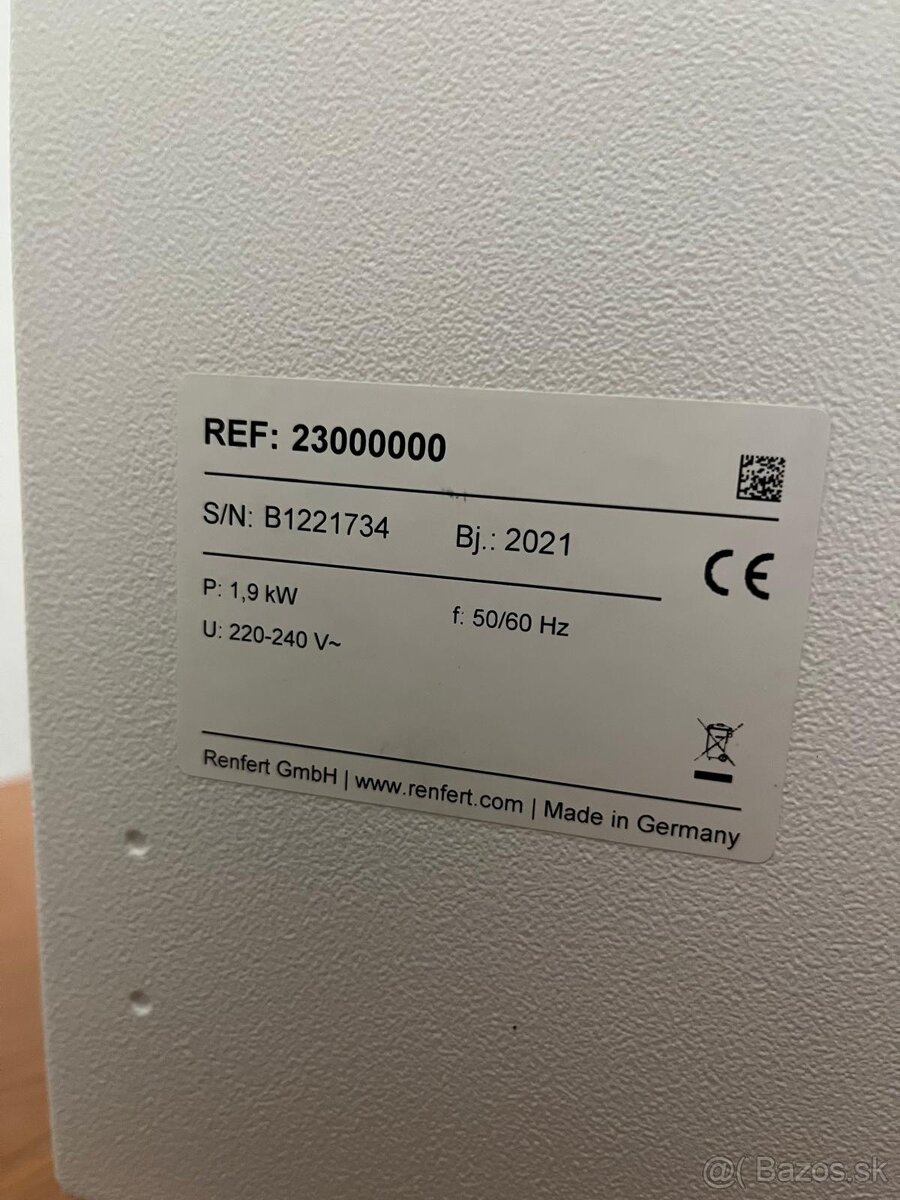 REF: 23000000
S/N: B1221734 Bj.: 2021
CE
P: 1,9 kW f: 50/60 Hz
U: 220-240 V~
Renfert GmbH | www.renfert.com | Made in Germany
@( Bazos.sk